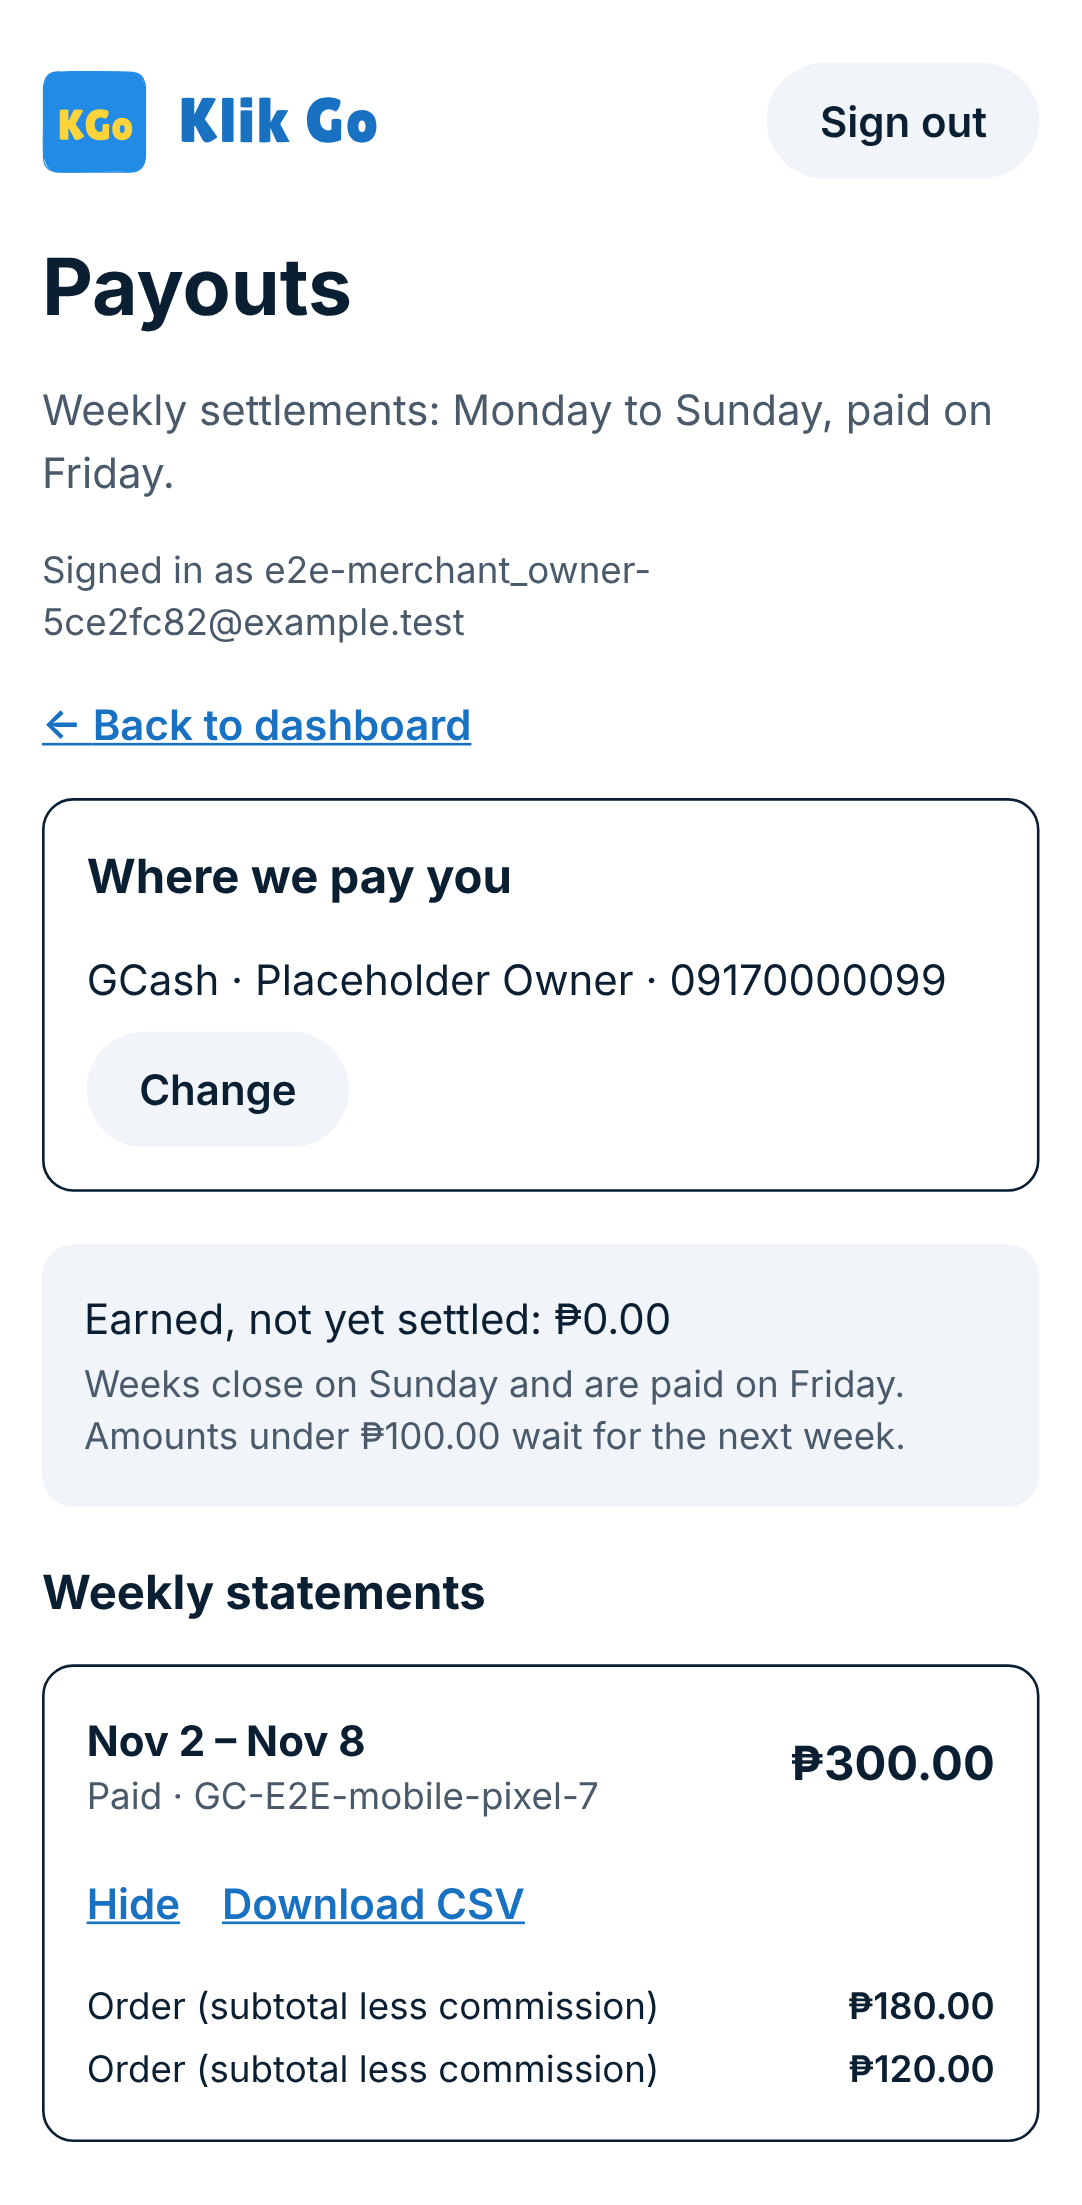 KGo Klik Go Sign out
Payouts
Weekly settlements: Monday to Sunday, paid on
Friday.
Signed in as e2e-merchant_owner-
5ce2fc82@example.test
← Back to dashboard
Where we pay you
GCash · Placeholder Owner · 09170000099
Change
Earned, not yet settled: ₱0.00
Weeks close on Sunday and are paid on Friday.
Amounts under ₱100.00 wait for the next week.
Weekly statements
Nov 2 – Nov 8
₱300.00
Paid · GC-E2E-mobile-pixel-7
Hide Download CSV
Order (subtotal less commission) ₱180.00
Order (subtotal less commission) ₱120.00